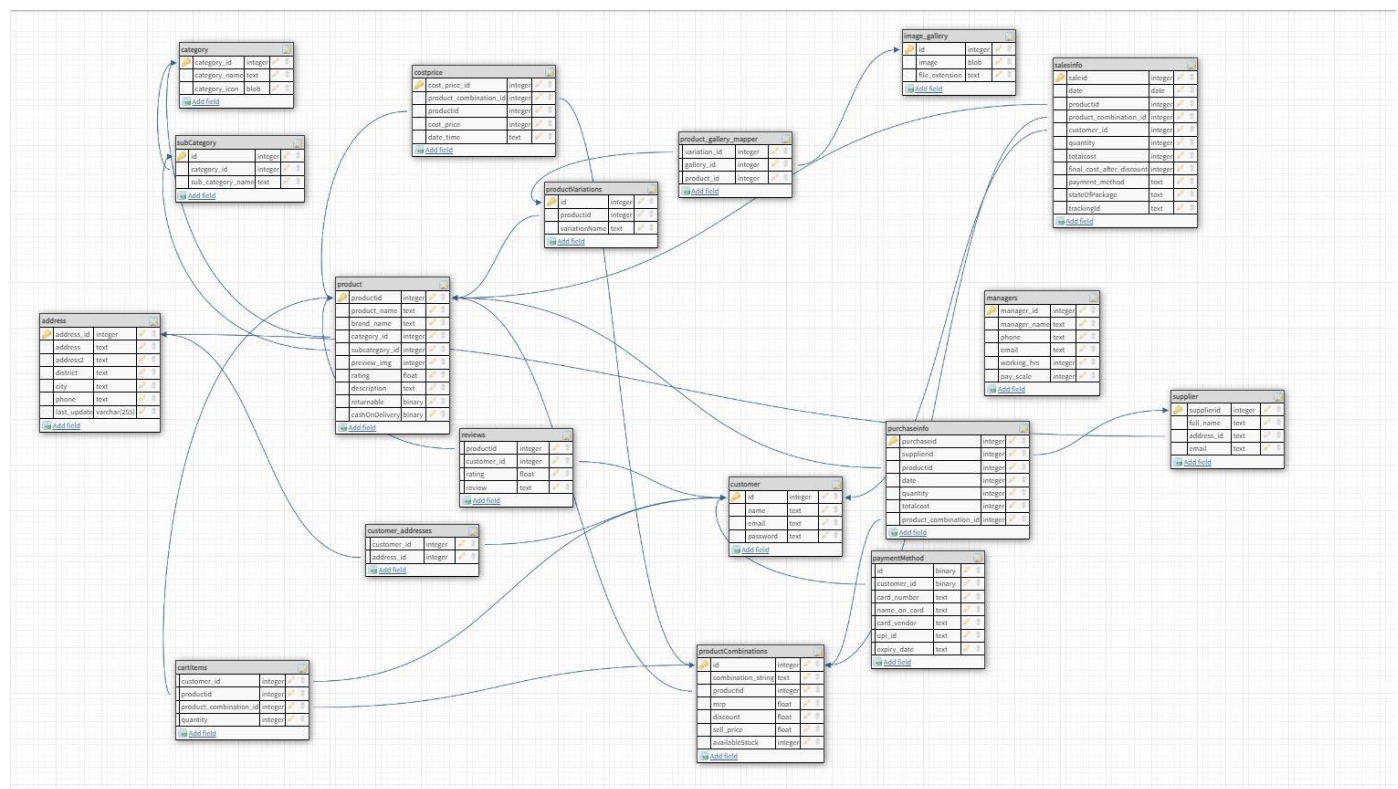 category
category_id integer
category_name text
category_icon blob
Add field
subCategory
id integer
category_id integer
sub_category_name text
Add field
costprice
cost_price_id integer
product_combination_id integer
productid integer
cost_price integer
date_time text
Add field
image_gallery
id integer
image blob
file_extension text
Add field
salesinfo
saleid integer
date date
productid integer
product_combination_id integer
customer_id integer
quantity integer
totalcost integer
final_cost_after_discount integer
payment_method text
stateOfPackage text
trackingId text
Add field
product_gallery_mapper
variation_id integer
gallery_id integer
product_id integer
Add field
productVariations
id integer
productid integer
variationName text
Add field
product
productid integer
product_name text
brand_name text
category_id integer
subcategory_id integer
preview_img integer
rating float
description text
returnable binary
cashOnDelivery binary
Add field
address
address_id integer
address text
address2 text
district text
city text
phone text
last_update varchar(255)
Add field
managers
manager_id integer
manager_name text
phone text
email text
working_hrs integer
pay_scale integer
Add field
supplier
supplierid integer
full_name text
address_id text
email text
Add field
reviews
productid integer
customer_id integer
rating float
review text
Add field
purchaseinfo
purchaseid integer
supplierid integer
productid integer
date integer
quantity integer
totalcost integer
product_combination_id integer
Add field
customer
id integer
name text
email text
password text
Add field
customer_addresses
customer_id integer
address_id integer
Add field
paymentMethod
id binary
customer_id binary
card_number text
name_on_card text
card_vendor text
upi_id text
expiry_date text
Add field
cartItems
customer_id integer
productid integer
product_combination_id integer
quantity integer
Add field
productCombinations
id integer
combination_string text
productid integer
mrp float
discount float
sell_price float
availableStock integer
Add field